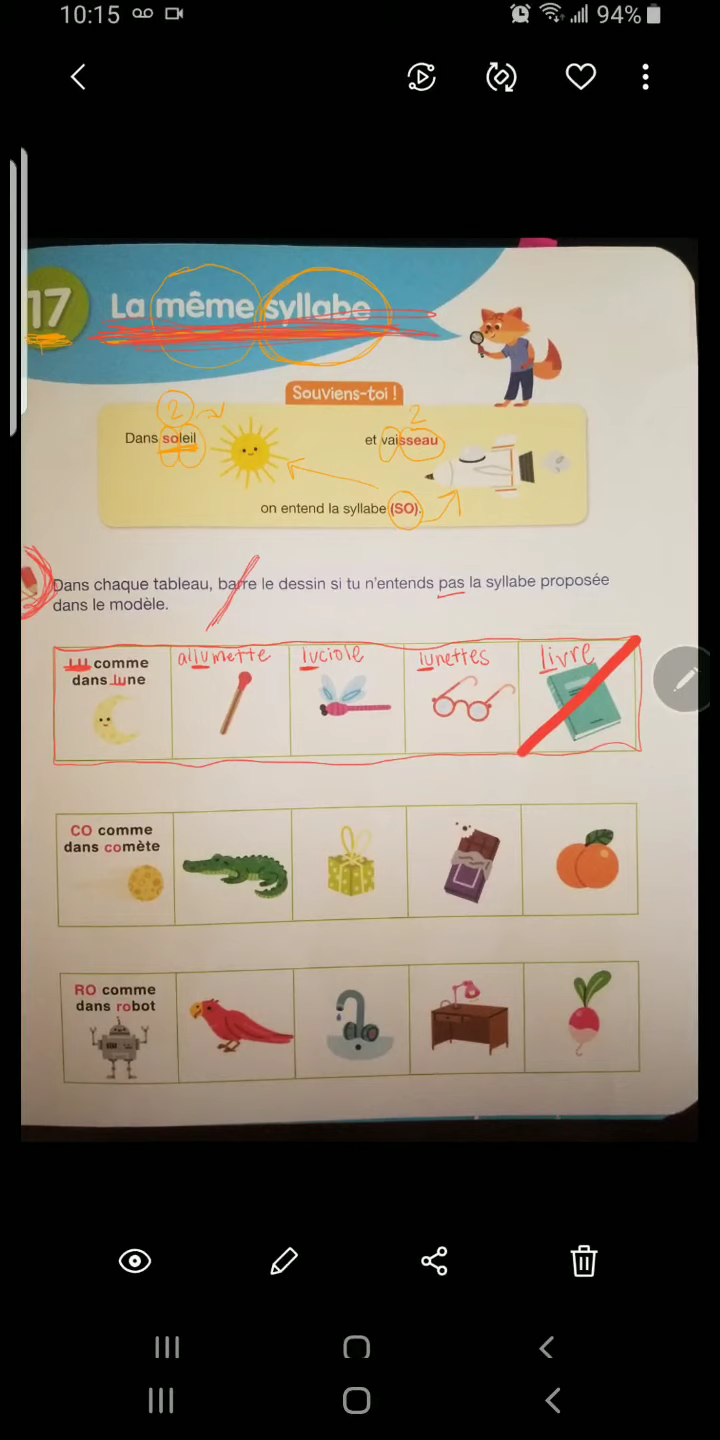 10:15 94%
17 La même syllabe
Souviens-toi !
2 2
Dans soleil et vaisseau
on entend la syllabe (SO).
Dans chaque tableau, barre le dessin si tu n'entends pas la syllabe proposée
dans le modèle.
LU comme
dans lune
allumette luciole lunettes livre
CO comme
dans comète
RO comme
dans robot